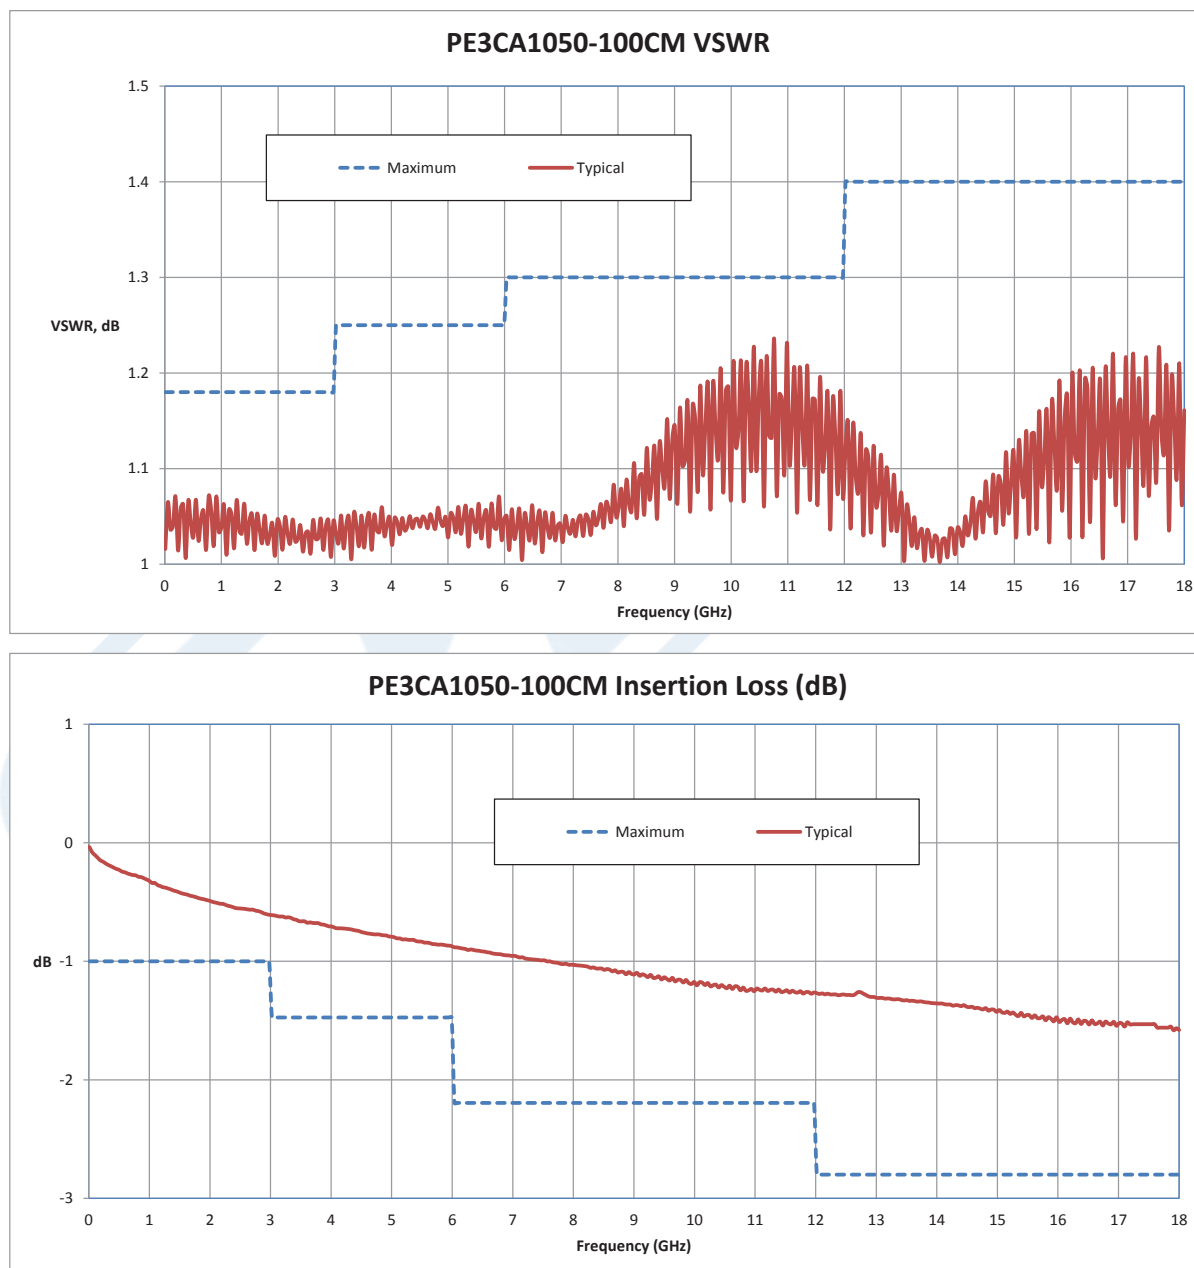 PE3CA1050-100CM VSWR
1.5
1.4
1.3
1.2
1.1
1
VSWR, dB
Maximum Typical
0 1 2 3 4 5 6 7 8 9 10 11 12 13 14 15 16 17 18
Frequency (GHz)
PE3CA1050-100CM Insertion Loss (dB)
1
0
-1
-2
-3
dB
Maximum Typical
0 1 2 3 4 5 6 7 8 9 10 11 12 13 14 15 16 17 18
Frequency (GHz)